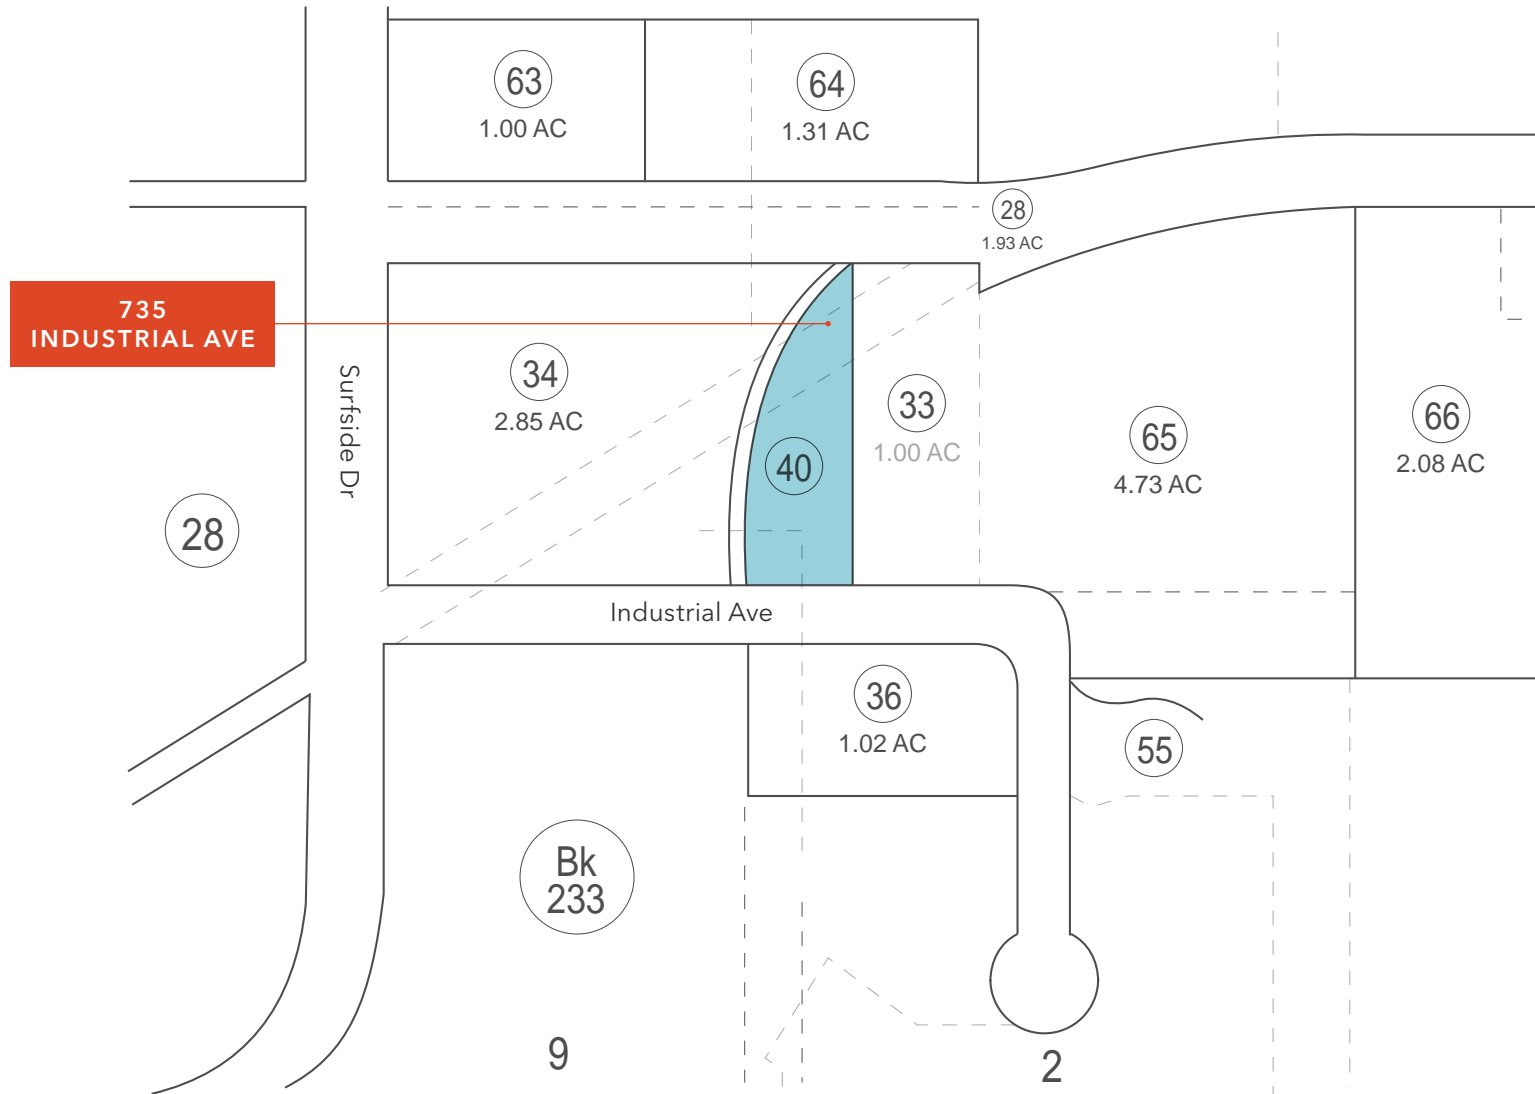 63
1.00 AC
64
1.31 AC
28
1.93 AC
735
INDUSTRIAL AVE
34
2.85 AC
Surfside Dr
33
1.00 AC
40
65
4.73 AC
66
2.08 AC
28
Industrial Ave
36
1.02 AC
55
Bk
233
9
2